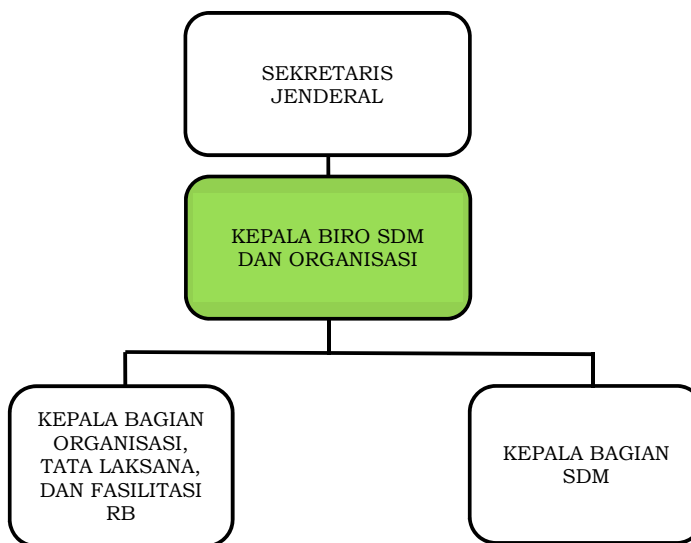 SEKRETARIS
JENDERAL
KEPALA BIRO SDM
DAN ORGANISASI
KEPALA BAGIAN
ORGANISASI,
TATA LAKSANA,
DAN FASILITASI
RB
KEPALA BAGIAN
SDM